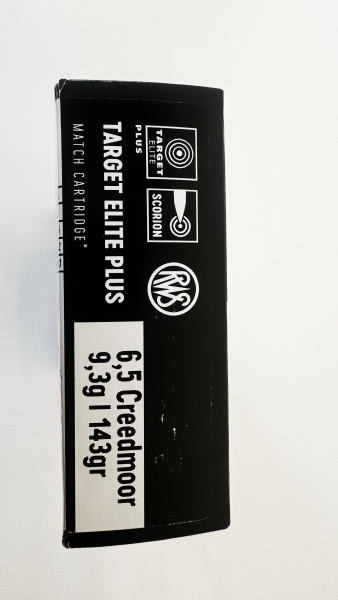 TARGET
ELITE
PLUS
SCORION
RWS
TARGET ELITE PLUS
MATCH CARTRIDGE*
6,5 Creedmoor
9,3g | 143gr